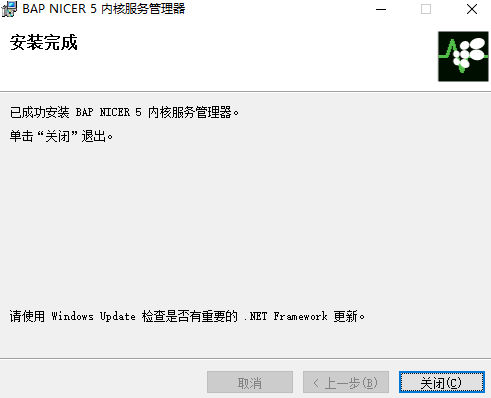 BAP NICER 5 内核服务管理器
安装完成
已成功安装 BAP NICER 5 内核服务管理器。
单击“关闭”退出。
请使用 Windows Update 检查是否有重要的 .NET Framework 更新。
取消
< 上一步(B)
关闭(C)